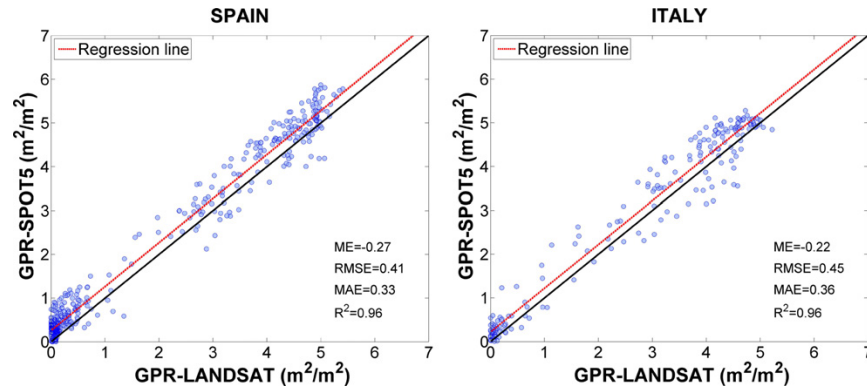 SPAIN
Regression line
7
6
5
4
3
2
1
0
GPR-SPOT5 (m²/m²)
ME=-0.27
RMSE=0.41
MAE=0.33
R²=0.96
0 1 2 3 4 5 6 7
GPR-LANDSAT (m²/m²)
ITALY
Regression line
7
6
5
4
3
2
1
0
GPR-SPOT5 (m²/m²)
ME=-0.22
RMSE=0.45
MAE=0.36
R²=0.96
0 1 2 3 4 5 6 7
GPR-LANDSAT (m²/m²)